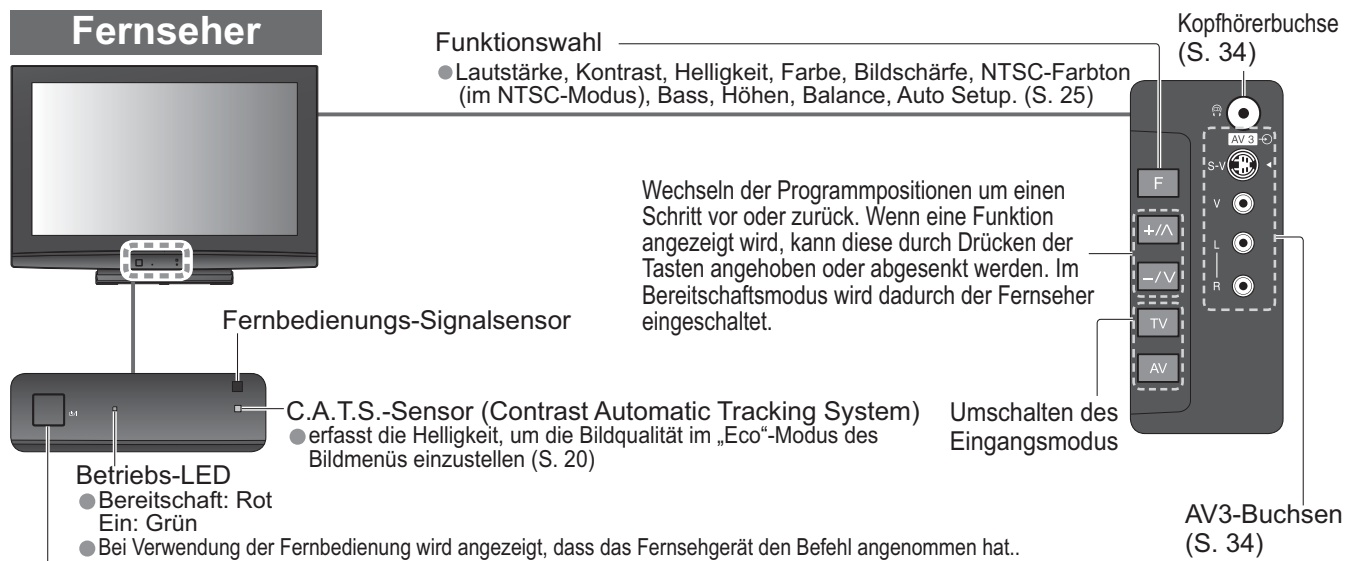 Fernseher
Funktionswahl
● Lautstärke, Kontrast, Helligkeit, Farbe, Bildschärfe, NTSC-Farbton
(im NTSC-Modus), Bass, Höhen, Balance, Auto Setup. (S. 25)
Kopfhörerbuchse
(S. 34)
Wechseln der Programmpositionen um einen
Schritt vor oder zurück. Wenn eine Funktion
angezeigt wird, kann diese durch Drücken der
Tasten angehoben oder abgesenkt werden. Im
Bereitschaftsmodus wird dadurch der Fernseher
eingeschaltet.
AV 3
S-V
V
L
R
F
+/∧
−/∨
TV
AV
Umschalten des
Eingangsmodus
AV3-Buchsen
(S. 34)
Fernbedienungs-Signalsensor
C.A.T.S.-Sensor (Contrast Automatic Tracking System)
● erfasst die Helligkeit, um die Bildqualität im „Eco“-Modus des
Bildmenüs einzustellen (S. 20)
Betriebs-LED
● Bereitschaft: Rot
Ein: Grün
● Bei Verwendung der Fernbedienung wird angezeigt, dass das Fernsehgerät den Befehl angenommen hat..